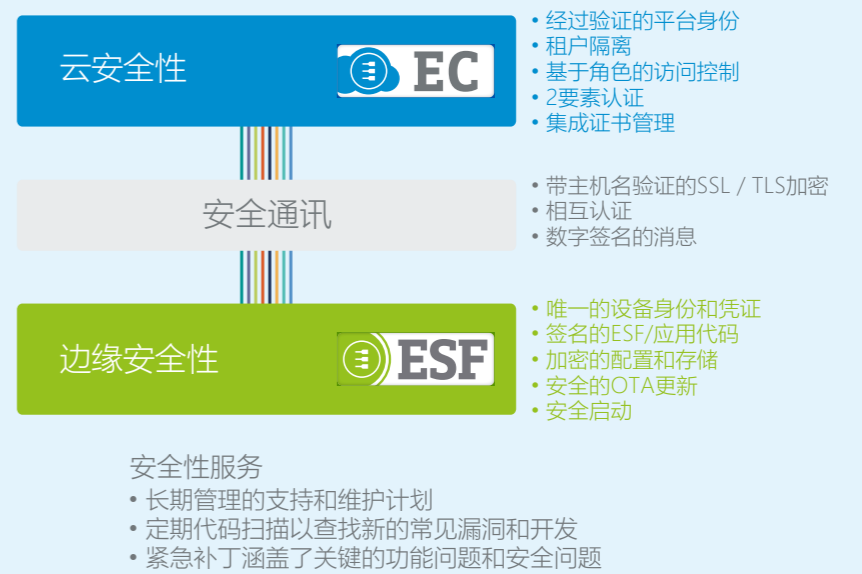 云安全性
EC
• 经过验证的平台身份
• 租户隔离
• 基于角色的访问控制
• 2要素认证
• 集成证书管理
安全通讯
• 带主机名验证的SSL / TLS加密
• 相互认证
• 数字签名的消息
边缘安全性
ESF
• 唯一的设备身份和凭证
• 签名的ESF/应用代码
• 加密的配置和存储
• 安全的OTA更新
• 安全启动
安全性服务
• 长期管理的支持和维护计划
• 定期代码扫描以查找新的常见漏洞和开发
• 紧急补丁涵盖了关键的功能问题和安全问题